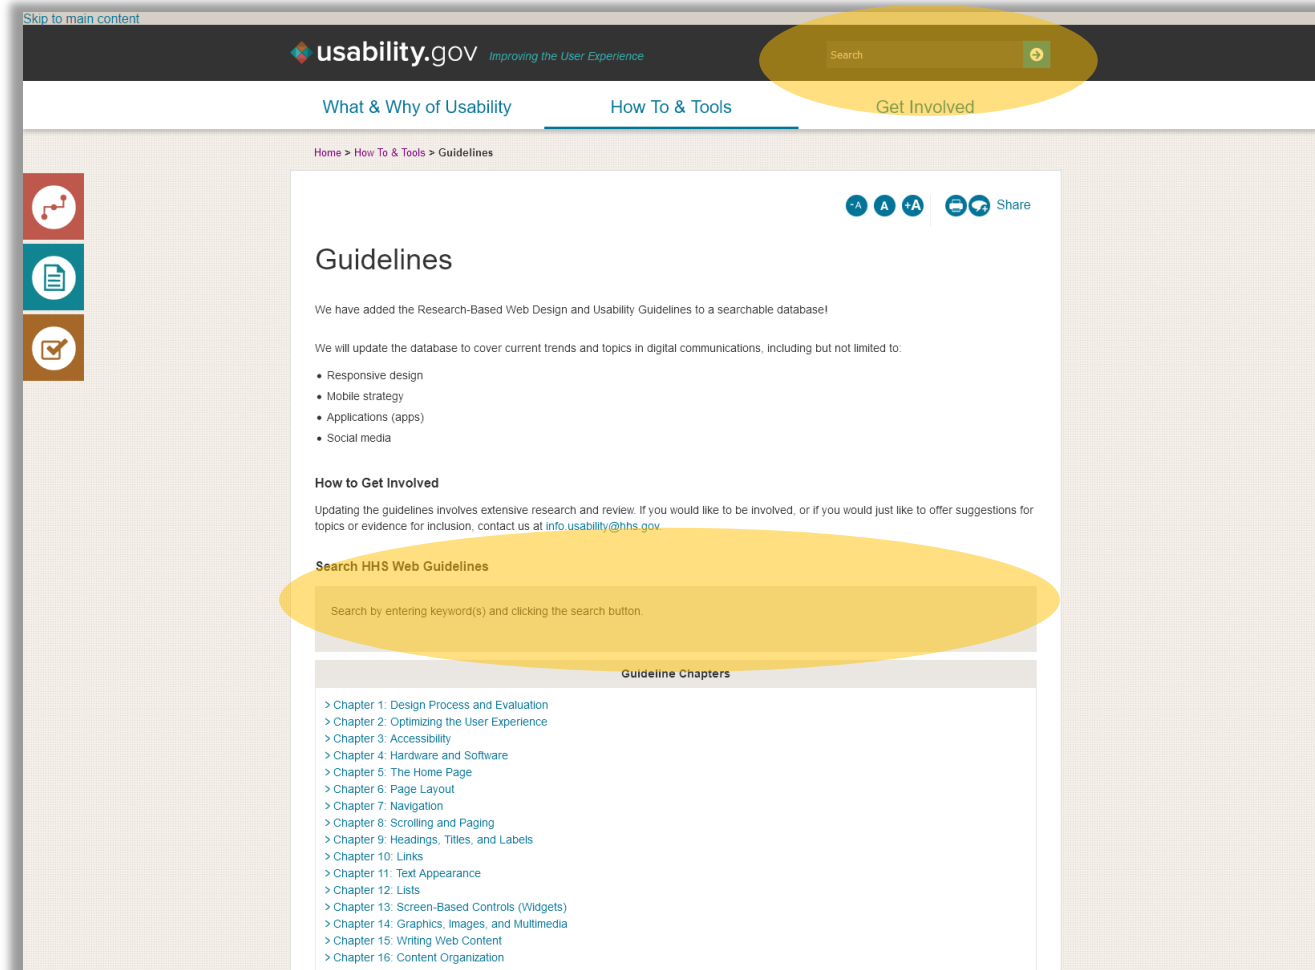 Skip to main content
usability.gov Improving the User Experience
Search
What & Why of Usability How To & Tools Get Involved
Home > How To & Tools > Guidelines
-A A +A Share
Guidelines
We have added the Research-Based Web Design and Usability Guidelines to a searchable database!
We will update the database to cover current trends and topics in digital communications, including but not limited to:
• Responsive design
• Mobile strategy
• Applications (apps)
• Social media
How to Get Involved
Updating the guidelines involves extensive research and review. If you would like to be involved, or if you would just like to offer suggestions for
topics or evidence for inclusion, contact us at info.usability@hhs.gov.
Search HHS Web Guidelines
Search by entering keyword(s) and clicking the search button.
Guideline Chapters
> Chapter 1: Design Process and Evaluation
> Chapter 2: Optimizing the User Experience
> Chapter 3: Accessibility
> Chapter 4: Hardware and Software
> Chapter 5: The Home Page
> Chapter 6: Page Layout
> Chapter 7: Navigation
> Chapter 8: Scrolling and Paging
> Chapter 9: Headings, Titles, and Labels
> Chapter 10: Links
> Chapter 11: Text Appearance
> Chapter 12: Lists
> Chapter 13: Screen-Based Controls (Widgets)
> Chapter 14: Graphics, Images, and Multimedia
> Chapter 15: Writing Web Content
> Chapter 16: Content Organization